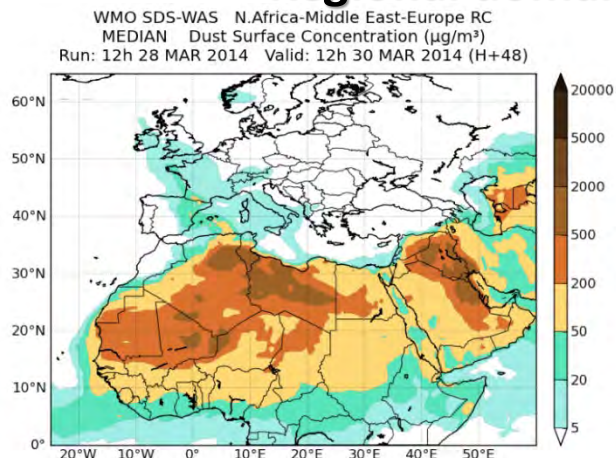 WMO SDS-WAS N.Africa-Middle East-Europe RC
MEDIAN Dust Surface Concentration (µg/m³)
Run: 12h 28 MAR 2014 Valid: 12h 30 MAR 2014 (H+48)
60°N
50°N
40°N
30°N
20°N
10°N
0°
20°W
10°W
0°
10°E
20°E
30°E
40°E
50°E
20000
5000
2000
500
200
50
20
5